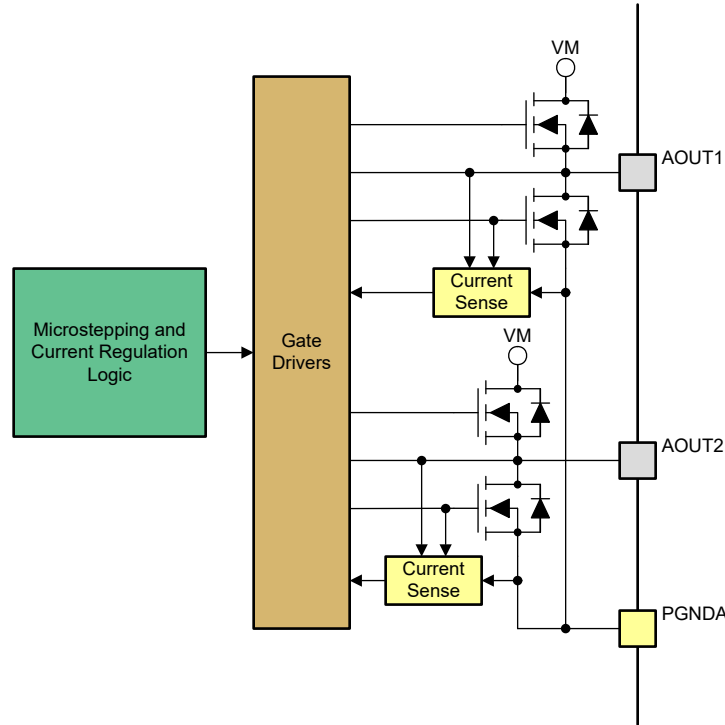 VM
AOUT1
Current
Sense
Microstepping and
Current Regulation
Logic
Gate
Drivers
VM
AOUT2
Current
Sense
PGNDA